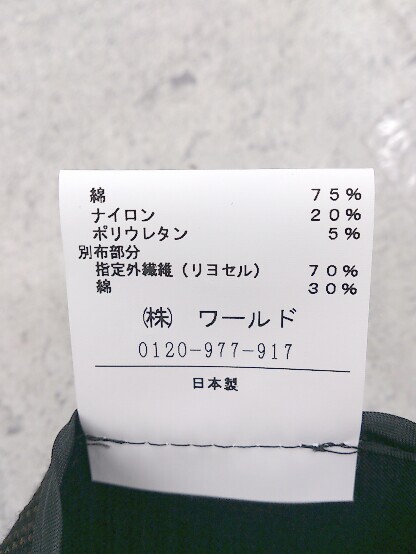 綿 75%
ナイロン 20%
ポリウレタン 5%
別布部分
指定外繊維(リヨセル) 70%
綿 30%
㈱ ワールド
0120-977-917
日本製